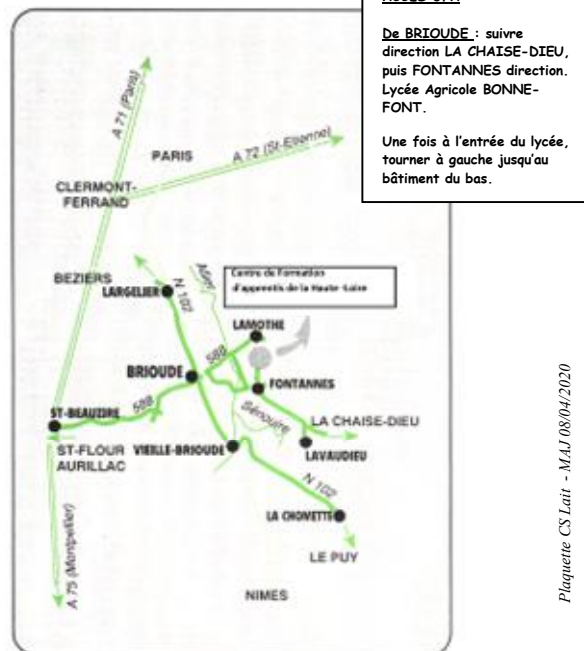 De BRIOUDE : suivre
direction LA CHAISE-DIEU,
puis FONTANNES direction.
Lycée Agricole BONNE-
FONT.
Une fois à l'entrée du lycée,
tourner à gauche jusqu'au
bâtiment du bas.
A 71 (Paris)
PARIS
A 72 (St-Etienne)
CLERMONT-
FERRAND
BEZIERS
LARGELIER
N 102
Allier
Centre de Formation
d'apprentis de la Haute-Loire
LAMOTHE
588
BRIOUDE
FONTANNES
588
ST-BEAUZIRE
Sénouire
LA CHAISE-DIEU
ST-FLOUR
AURILLAC
VIEILLE-BRIOUDE
LAVAUDIEU
N 102
LA CHOMETTE
A 75 (Montpellier)
LE PUY
NIMES
Plaquette CS Lait - MAJ 08/04/2020